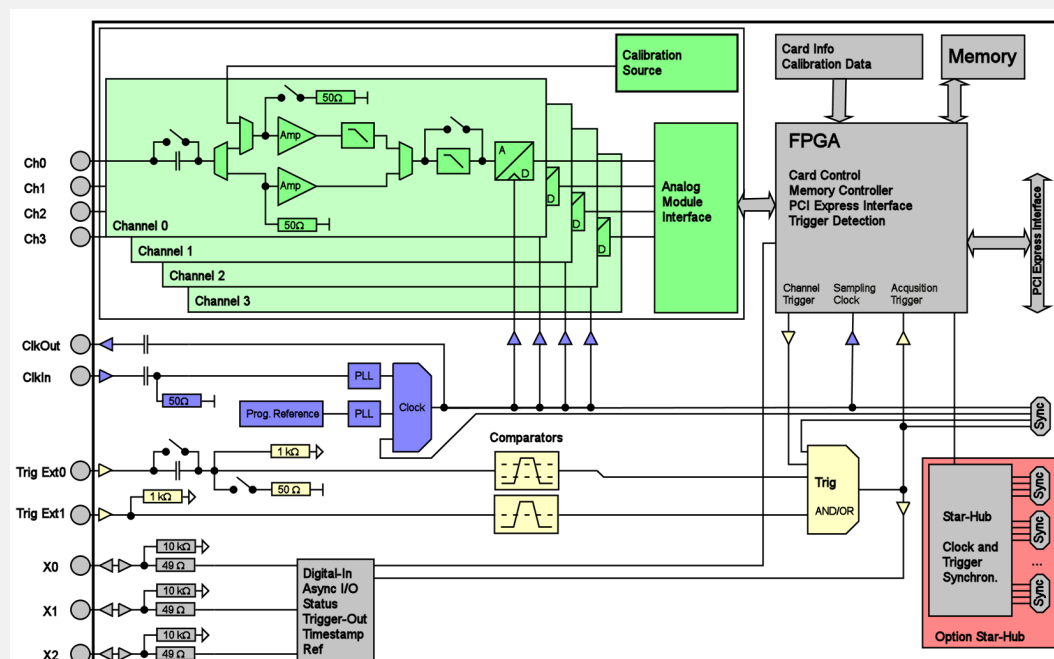 Calibration
Source
Card Info
Calibration Data
Memory
50Ω
Amp
Amp
50Ω
A
D
D
D
D
Ch0
Ch1
Ch2
Ch3
Channel 0
Channel 1
Channel 2
Channel 3
Analog
Module
Interface
FPGA
Card Control
Memory Controller
PCI Express Interface
Trigger Detection
Channel
Trigger
Sampling
Clock
Acqusition
Trigger
PCI Express Interface
ClkOut
ClkIn
50Ω
PLL
Prog. Reference
PLL
Clock
Sync
Comparators
Trig Ext0
1 kΩ
50 Ω
Trig Ext1
1 kΩ
Trig
AND/OR
X0
10 kΩ
49 Ω
X1
10 kΩ
49 Ω
X2
10 kΩ
49 Ω
Digital-In
Async I/O
Status
Trigger-Out
Timestamp
Ref
Star-Hub
Clock and
Trigger
Synchron.
Sync
Sync
...
Sync
Option Star-Hub